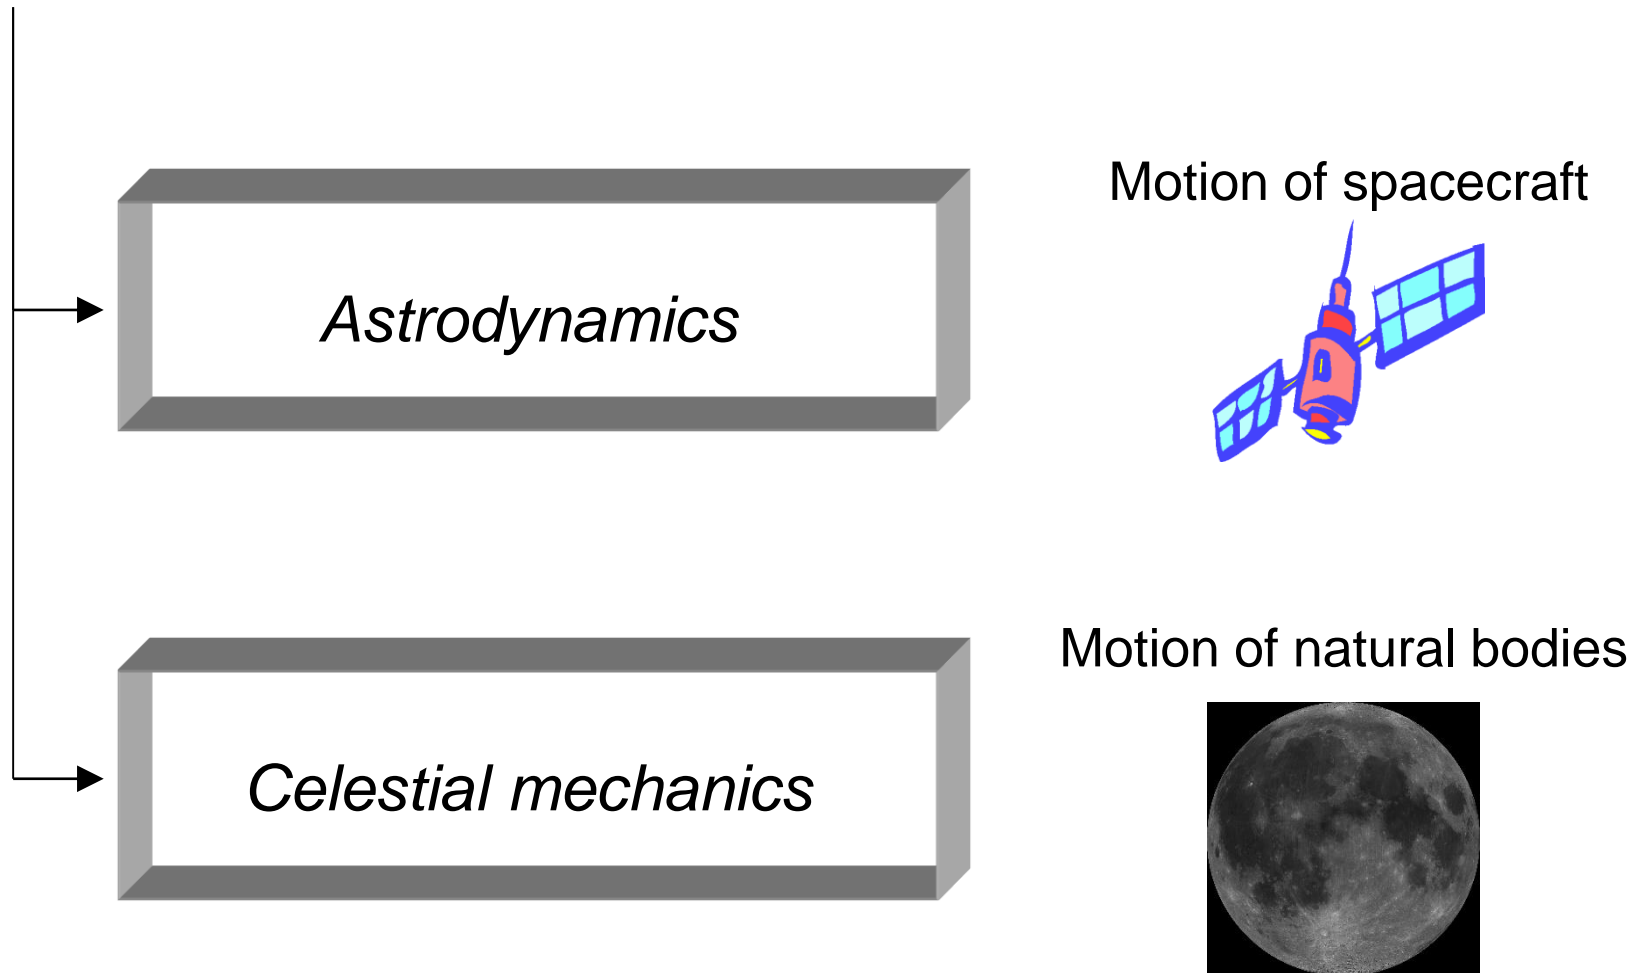 Motion of spacecraft
Astrodynamics
Motion of natural bodies
Celestial mechanics